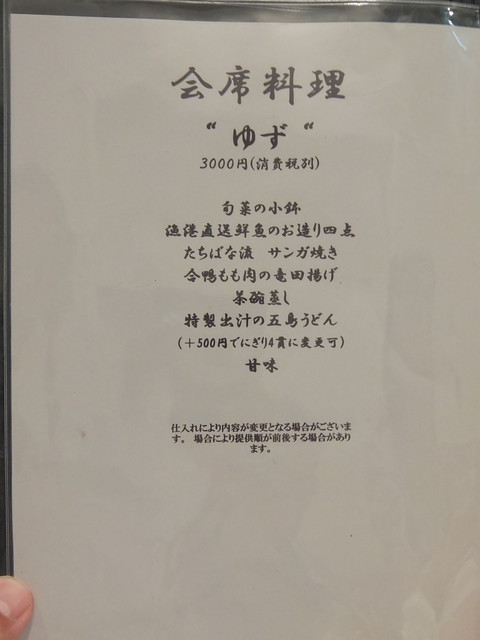 会席料理
“ゆず“
3000円(消費税別)
旬菜の小鉢
漁港直送鮮魚のお造り四点
たちばな流 サンガ焼き
合鴨もも肉の竜田揚げ
茶碗蒸し
特製出汁の五島うどん
(+500円でにぎり4貫に変更可)
甘味
仕入れにより内容が変更となる場合がございま
す。 場合により提供順が前後する場合があり
ます。